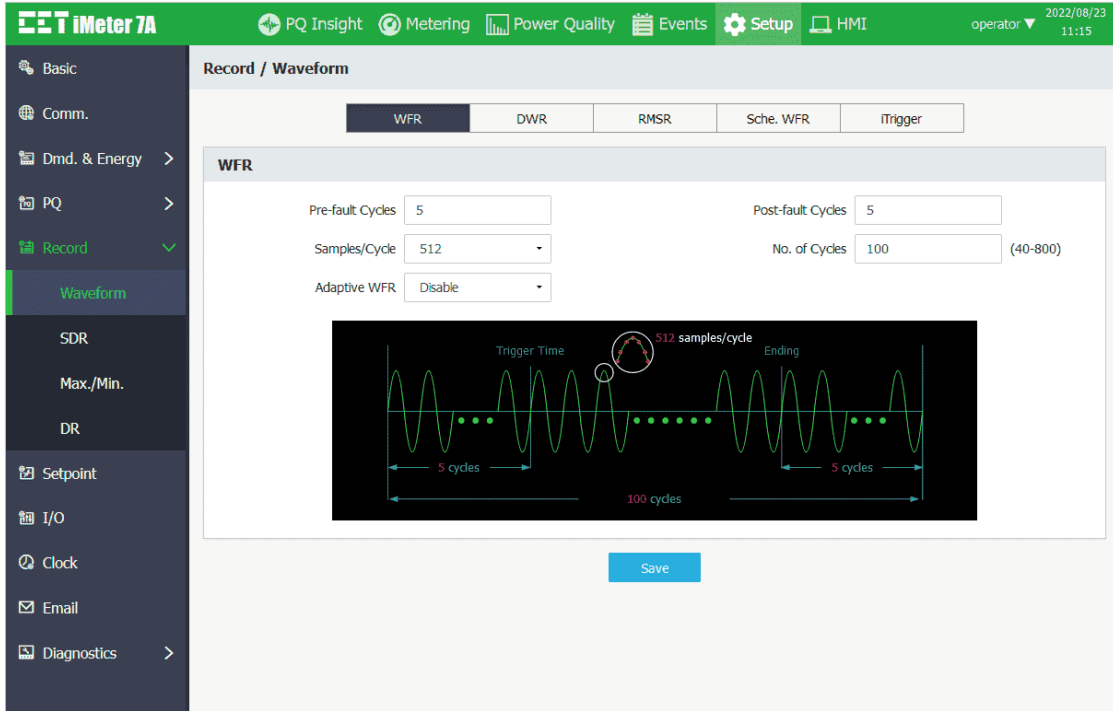 CET iMeter 7A
PQ Insight Metering Power Quality Events Setup HMI operator ▼ 2022/08/23 11:15
Basic
Comm.
Dmd. & Energy >
PQ >
Record
Waveform
SDR
Max./Min.
DR
Setpoint
I/O
Clock
Email
Diagnostics >
Record / Waveform
WFR DWR RMSR Sche. WFR iTrigger
WFR
Pre-fault Cycles 5 Post-fault Cycles 5
Samples/Cycle 512 No. of Cycles 100 (40-800)
Adaptive WFR Disable
512 samples/cycle
Trigger Time Ending
5 cycles 5 cycles
100 cycles
Save